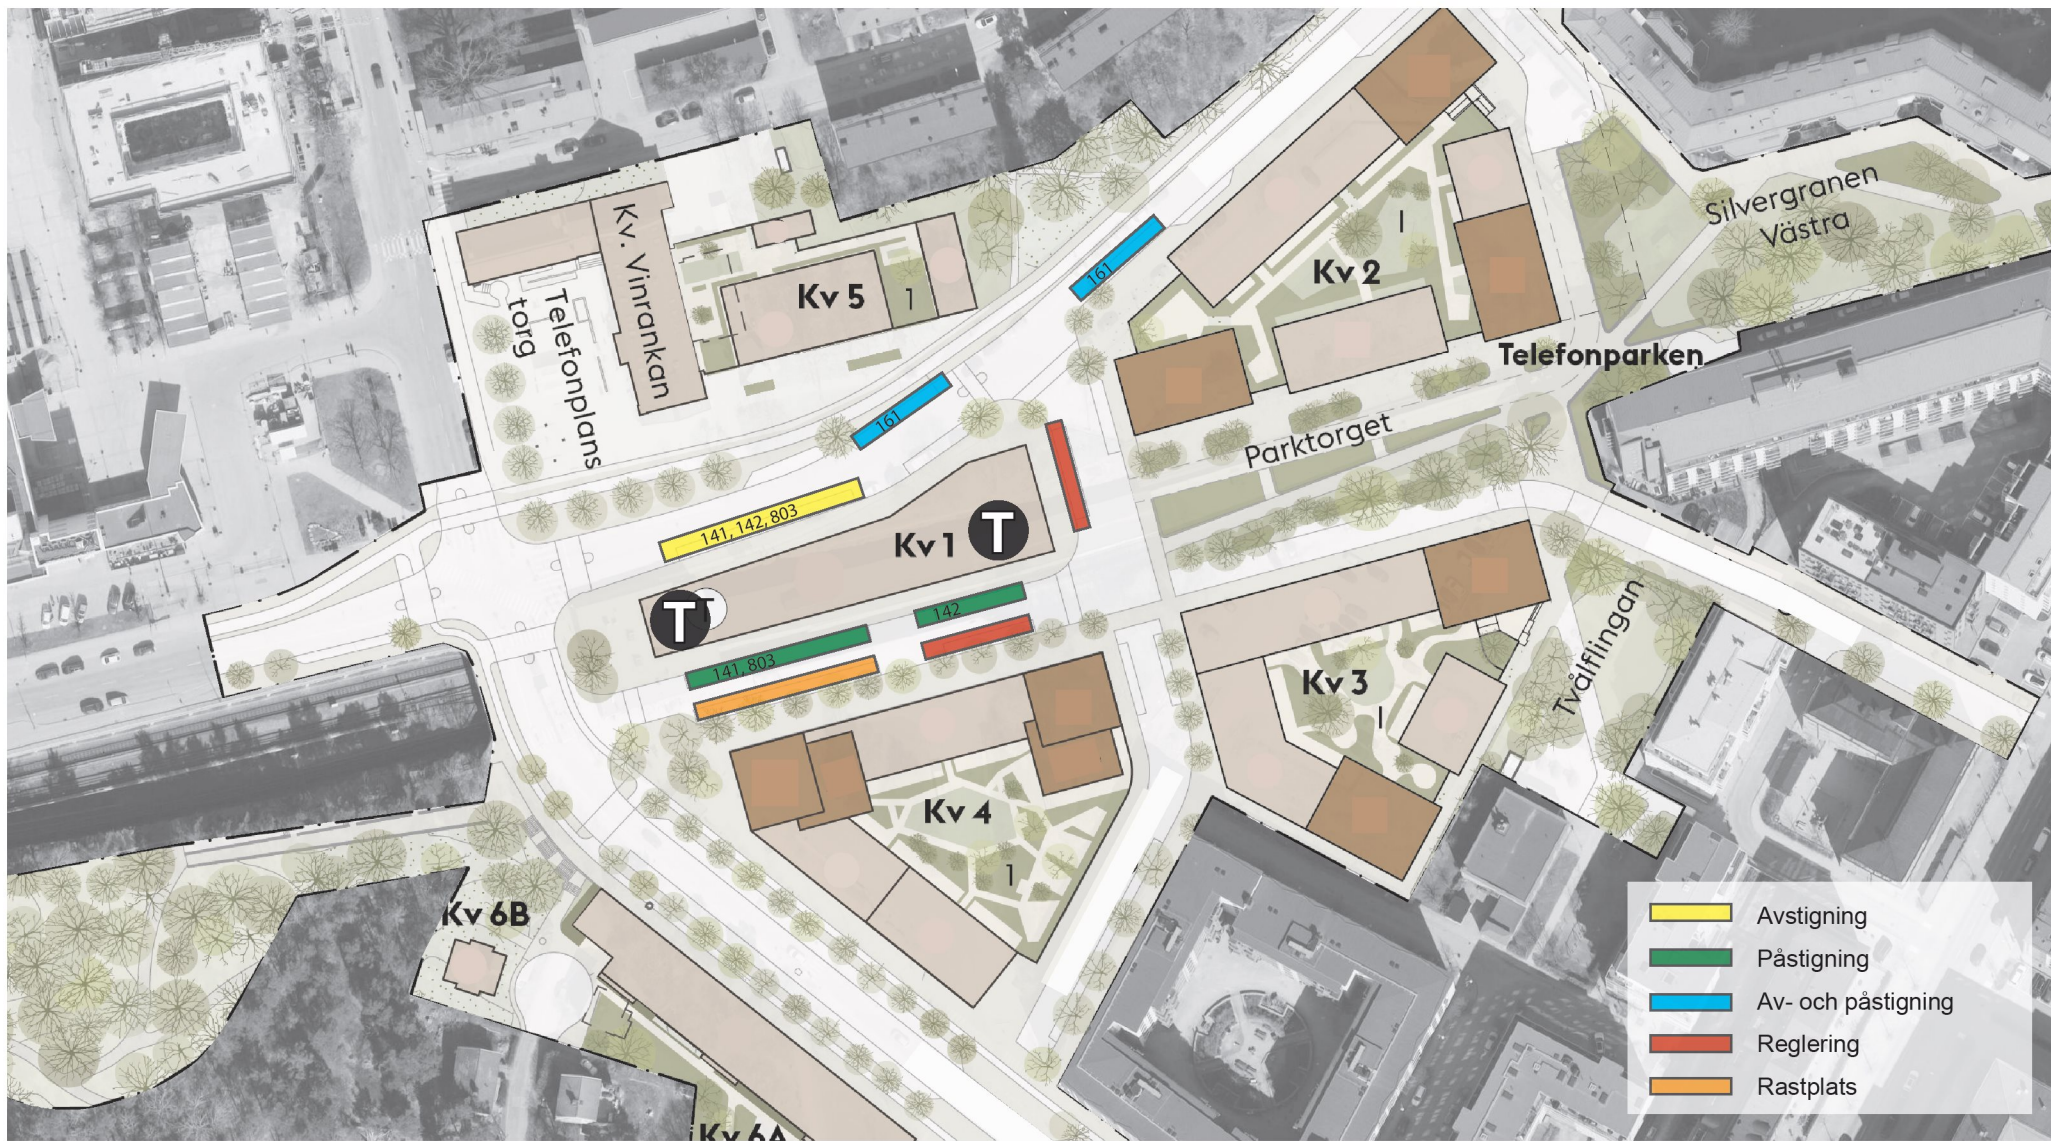 Silvergranen
Västra
161
Kv. Vinrankan
Kv 5
1
Kv 2
I
Telefonplans
torg
Telefonparken
161
Parktorget
141, 142, 803
Kv 1
T
T
T
142
141, 803
Kv 3
I
Tvålflingan
Kv 4
1
Kv 6B
Kv 6A
Avstigning
Påstigning
Av- och påstigning
Reglering
Rastplats